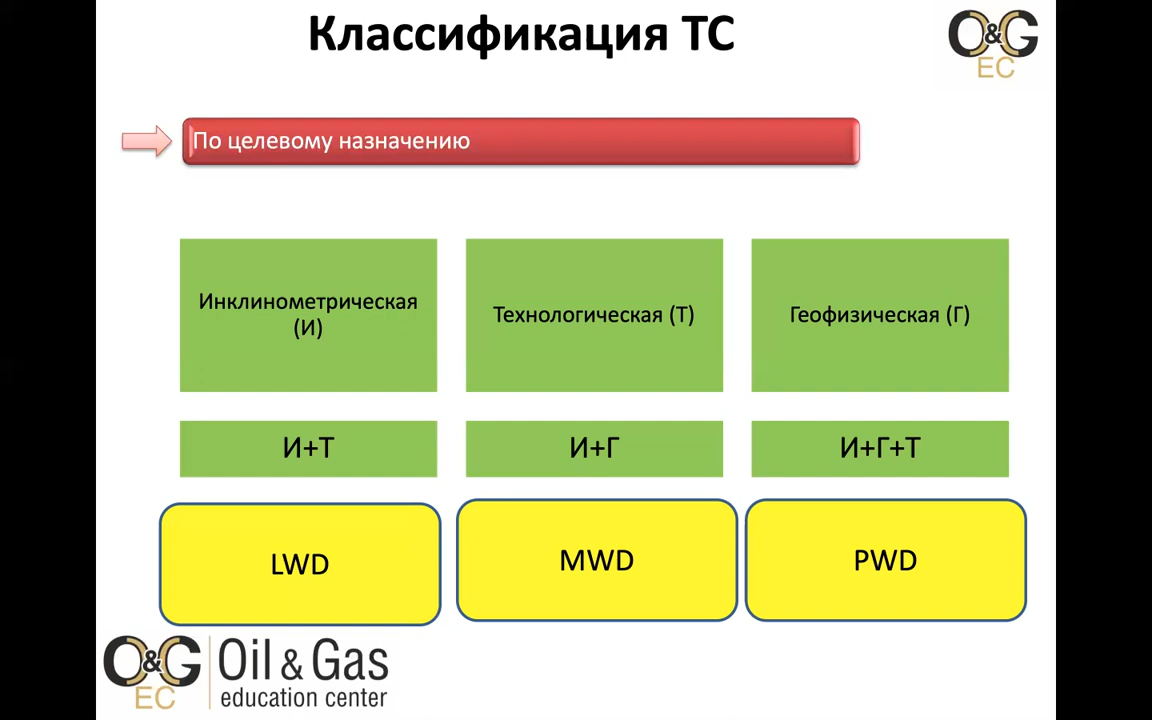 Классификация ТС
O&G
EC
По целевому назначению
Инклинометрическая
(И)
Технологическая (Т)
Геофизическая (Г)
И+Т
И+Г
И+Г+Т
LWD
MWD
PWD
O&G
EC
Oil & Gas
education center